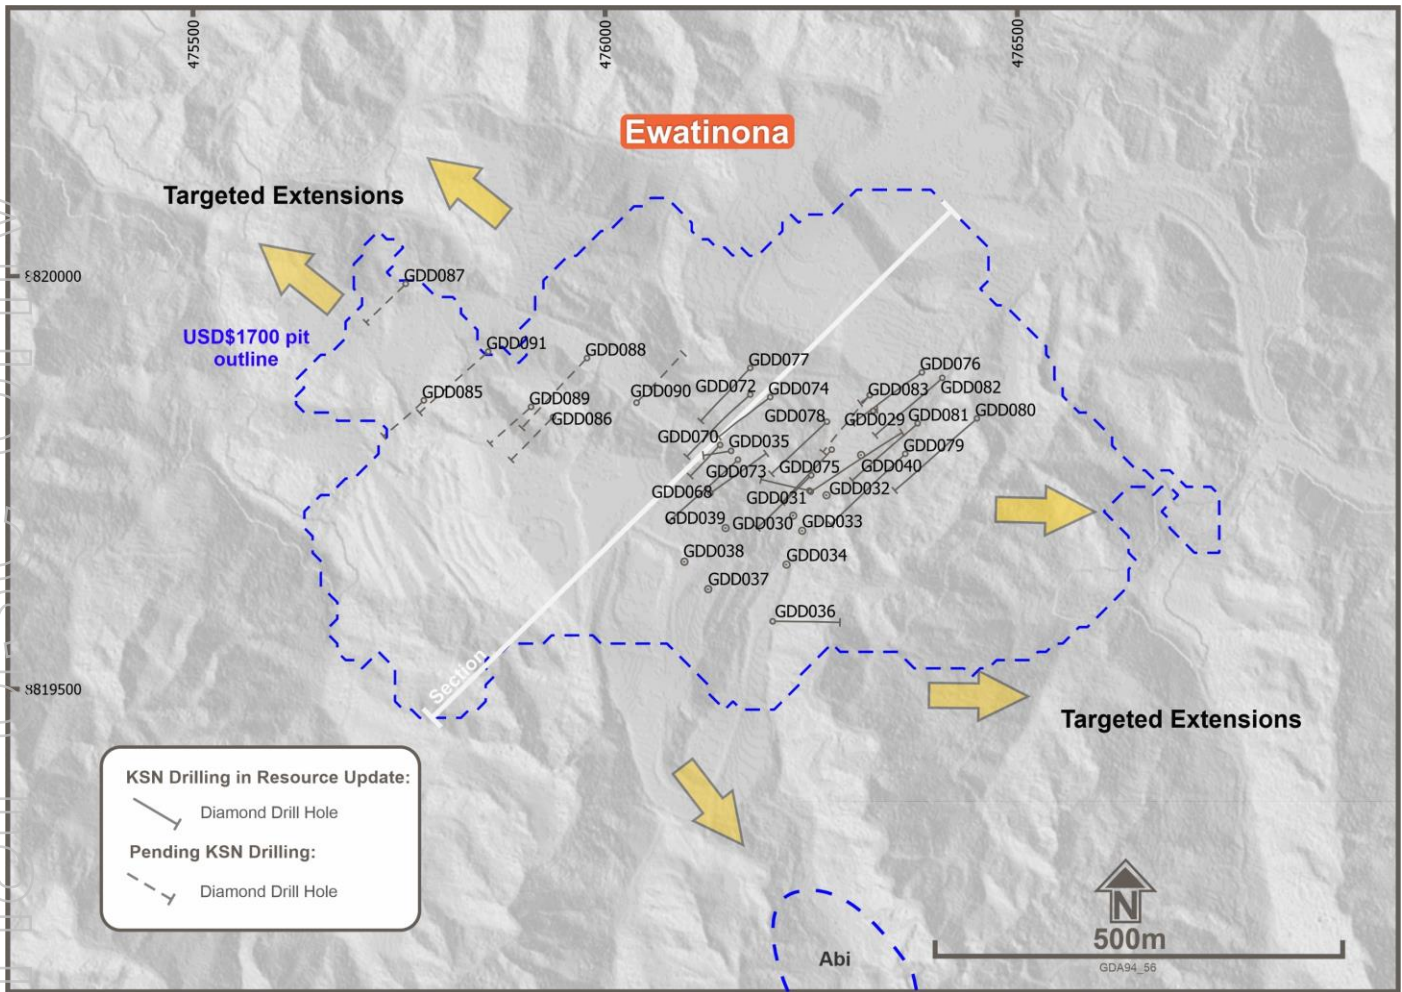 475500
476000
476500
Ewatinona
Targeted Extensions
8820000
GDD087
USD$1700 pit
outline
GDD091
GDD088
GDD077
GDD076
GDD085
GDD089
GDD090
GDD072
GDD074
GDD083
GDD082
GDD086
GDD078
GDD029
GDD081
GDD080
GDD070
GDD035
GDD079
GDD073
GDD075
GDD040
GDD068
GDD031
GDD032
GDD039
GDD030
GDD033
GDD038
GDD034
GDD037
GDD036
Section
8819500
Targeted Extensions
KSN Drilling in Resource Update:
Diamond Drill Hole
Pending KSN Drilling:
Diamond Drill Hole
N
500m
GDA94_56
Abi